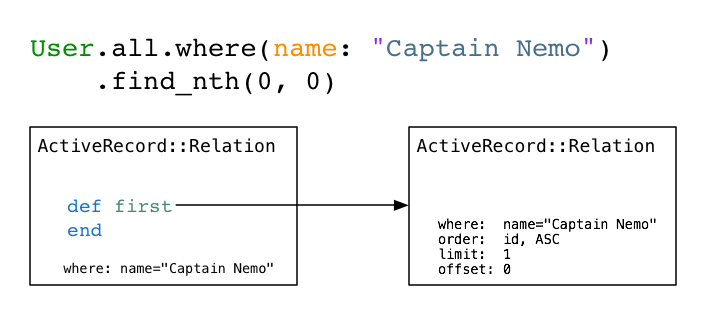 User.all.where(name: "Captain Nemo")
.find_nth(0, 0)
ActiveRecord::Relation
def first
end
where: name="Captain Nemo"
ActiveRecord::Relation
where: name="Captain Nemo"
order: id, ASC
limit: 1
offset: 0